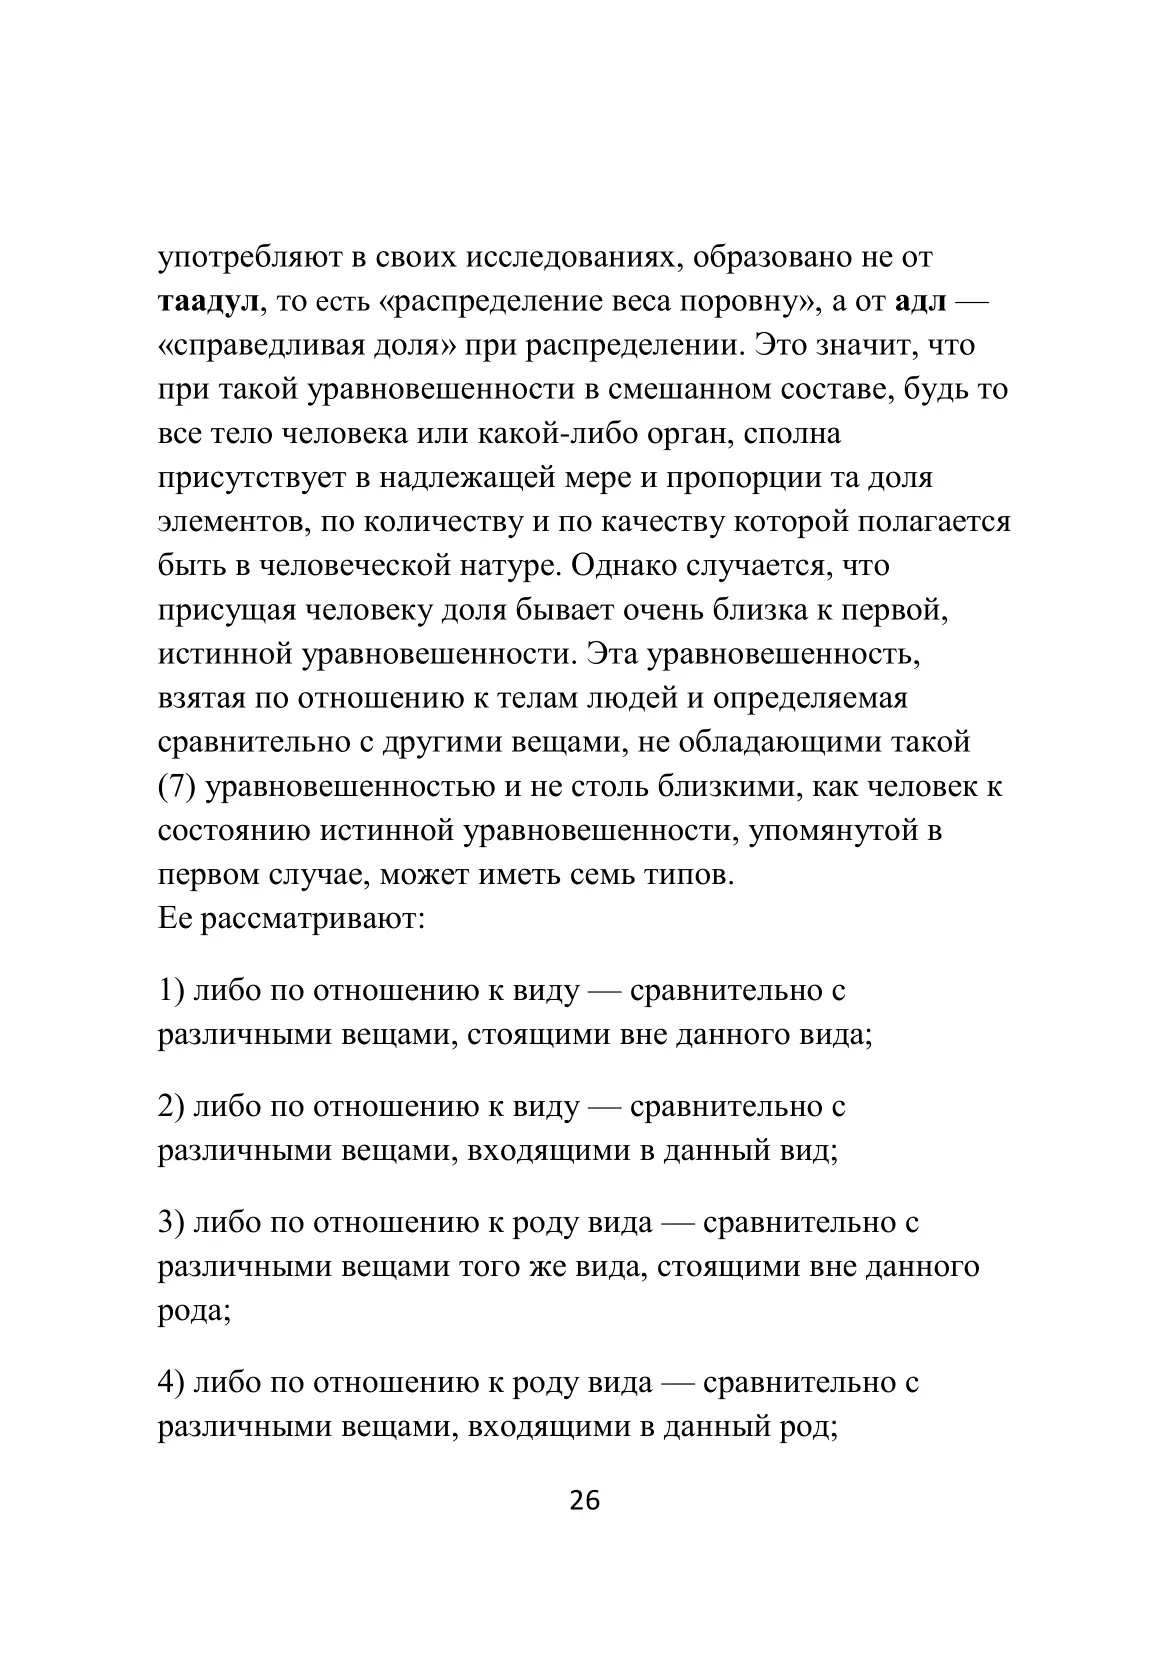 употребляют в своих исследованиях, образовано не от
таадул, то есть «распределение веса поровну», а от адл —
«справедливая доля» при распределении. Это значит, что
при такой уравновешенности в смешанном составе, будь то
все тело человека или какой-либо орган, сполна
присутствует в надлежащей мере и пропорции та доля
элементов, по количеству и по качеству которой полагается
быть в человеческой натуре. Однако случается, что
присущая человеку доля бывает очень близка к первой,
истинной уравновешенности. Эта уравновешенность,
взятая по отношению к телам людей и определяемая
сравнительно с другими вещами, не обладающими такой
(7) уравновешенностью и не столь близкими, как человек к
состоянию истинной уравновешенности, упомянутой в
первом случае, может иметь семь типов.
Ее рассматривают:
1) либо по отношению к виду — сравнительно с
различными вещами, стоящими вне данного вида;
2) либо по отношению к виду — сравнительно с
различными вещами, входящими в данный вид;
3) либо по отношению к роду вида — сравнительно с
различными вещами того же вида, стоящими вне данного
рода;
4) либо по отношению к роду вида — сравнительно с
различными вещами, входящими в данный род;
26